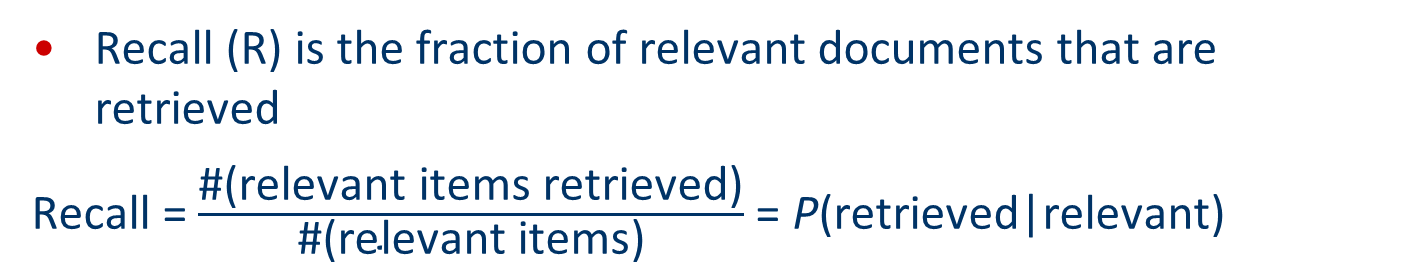 • Recall (R) is the fraction of relevant documents that are
retrieved
Recall = #(relevant items retrieved) / #(relevant items) = P(retrieved|relevant)